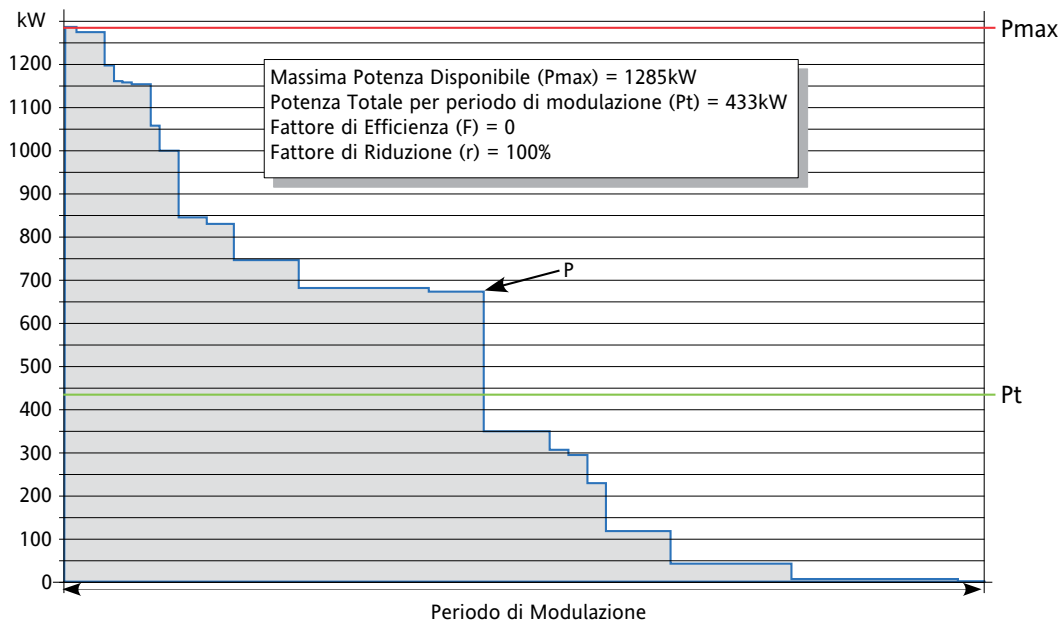 kW
Pmax
1200
1100
1000
900
800
700
600
500
400
300
200
100
0
Massima Potenza Disponibile (Pmax) = 1285kW
Potenza Totale per periodo di modulazione (Pt) = 433kW
Fattore di Efficienza (F) = 0
Fattore di Riduzione (r) = 100%
P
Pt
Periodo di Modulazione